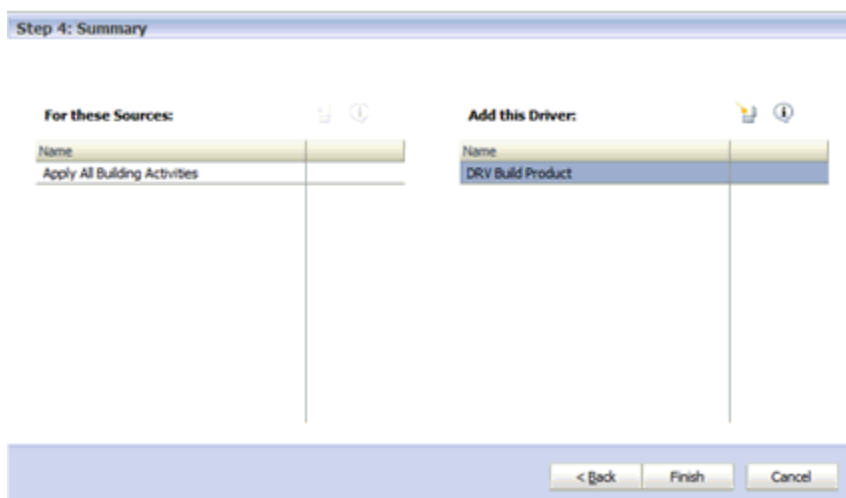 Step 4: Summary
For these Sources:
Add this Driver:
Name
Name
Apply All Building Activities
DRV Build Product
< Back
Finish
Cancel